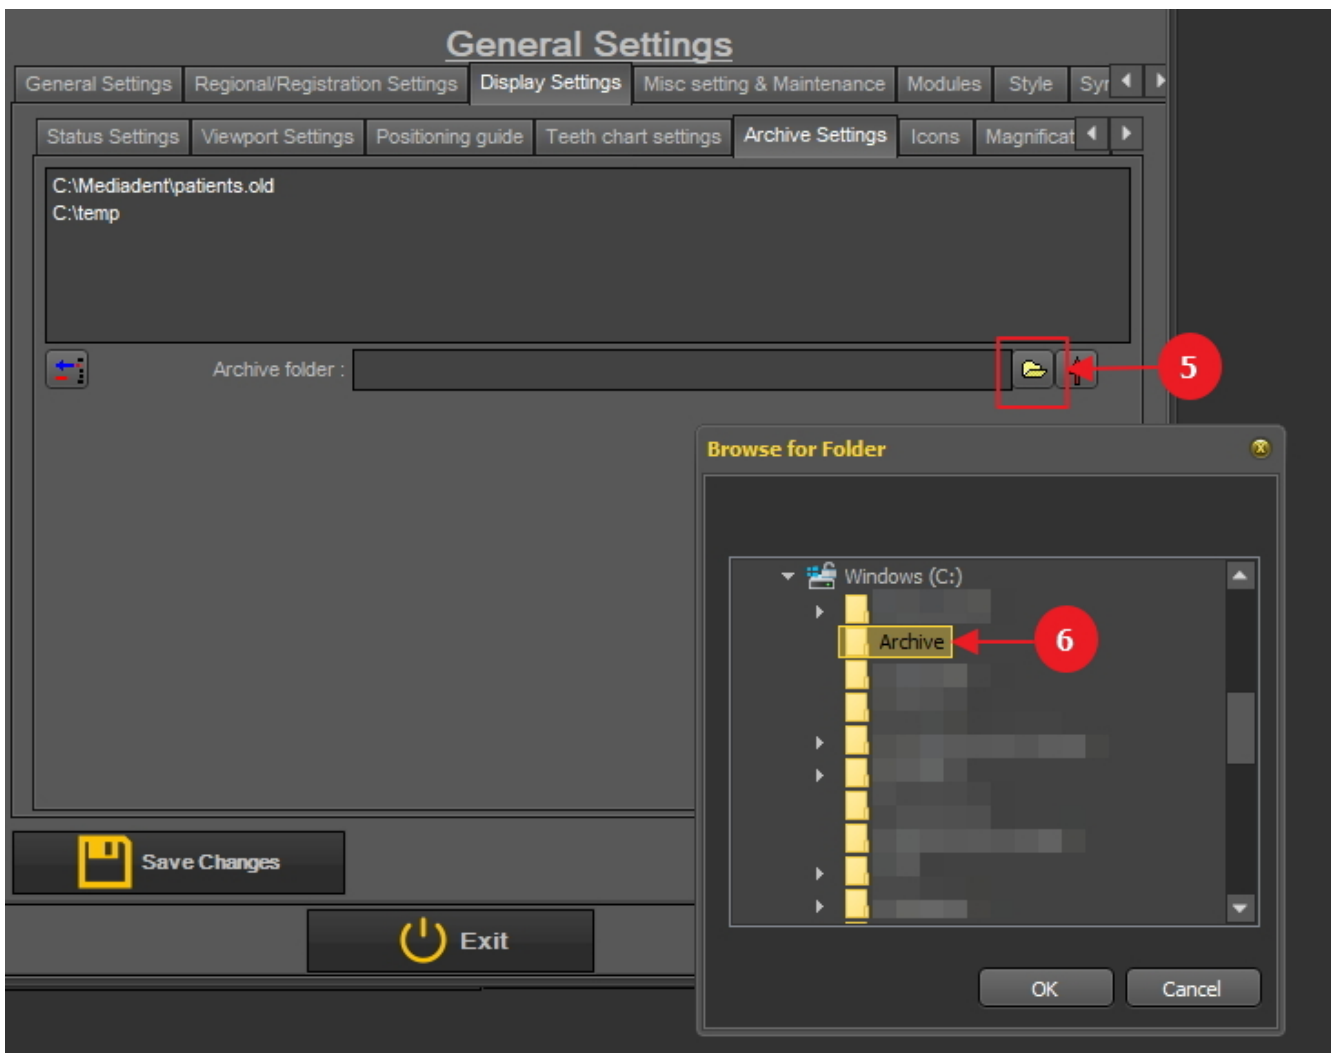 General Settings
General Settings Regional/Registration Settings Display Settings Misc setting & Maintenance Modules Style Syr
Status Settings Viewport Settings Positioning guide Teeth chart settings Archive Settings Icons Magnificat
C:\Mediadent\patients.old
C:\temp
Archive folder :
5
Browse for Folder
Windows (C:)
Archive
6
Save Changes
Exit
OK Cancel